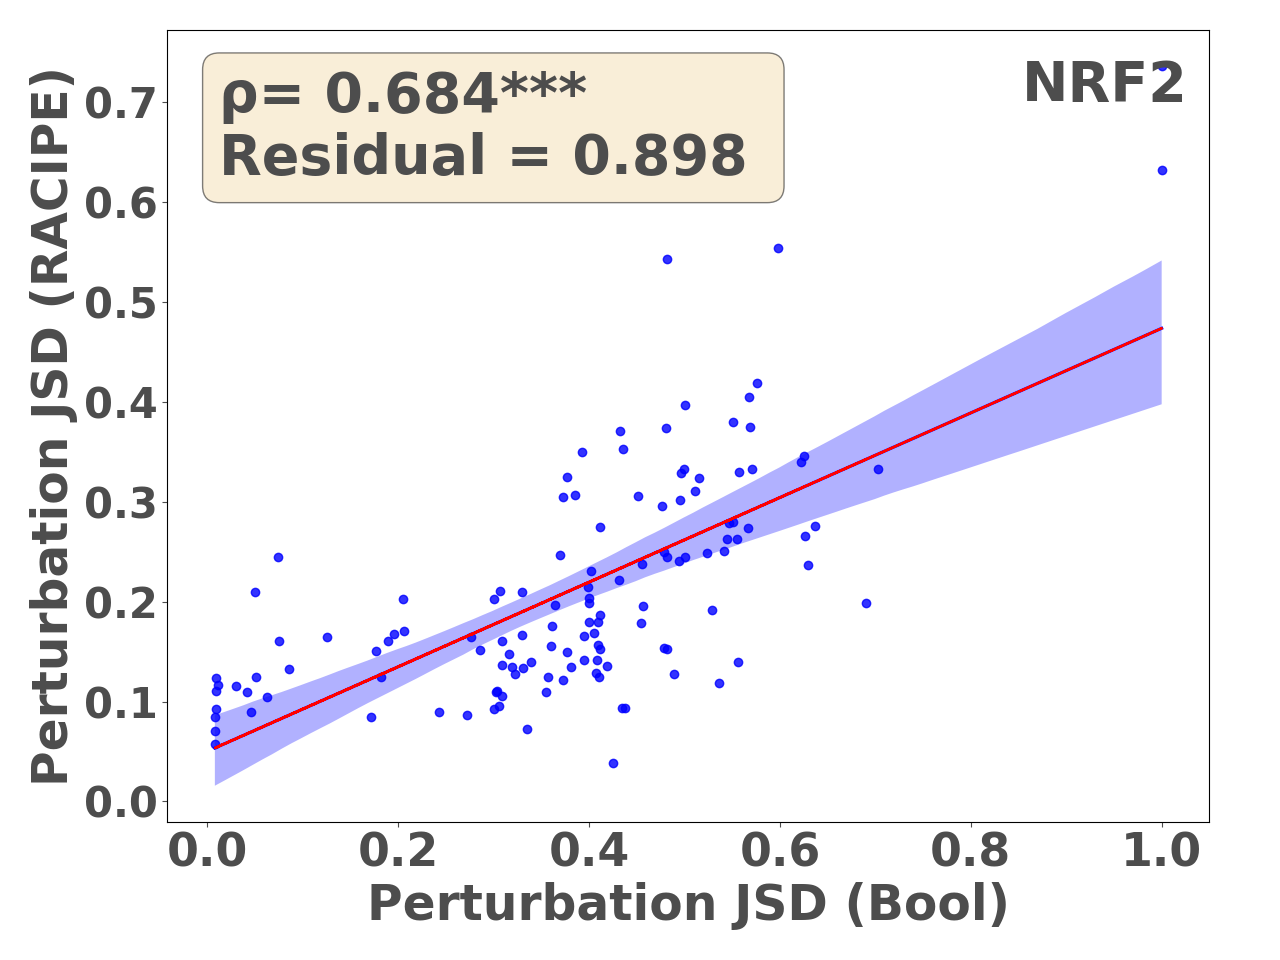 ρ= 0.684***
Residual = 0.898
NRF2
Perturbation JSD (RACIPE)
0.7
0.6
0.5
0.4
0.3
0.2
0.1
0.0
0.0 0.2 0.4 0.6 0.8 1.0
Perturbation JSD (Bool)